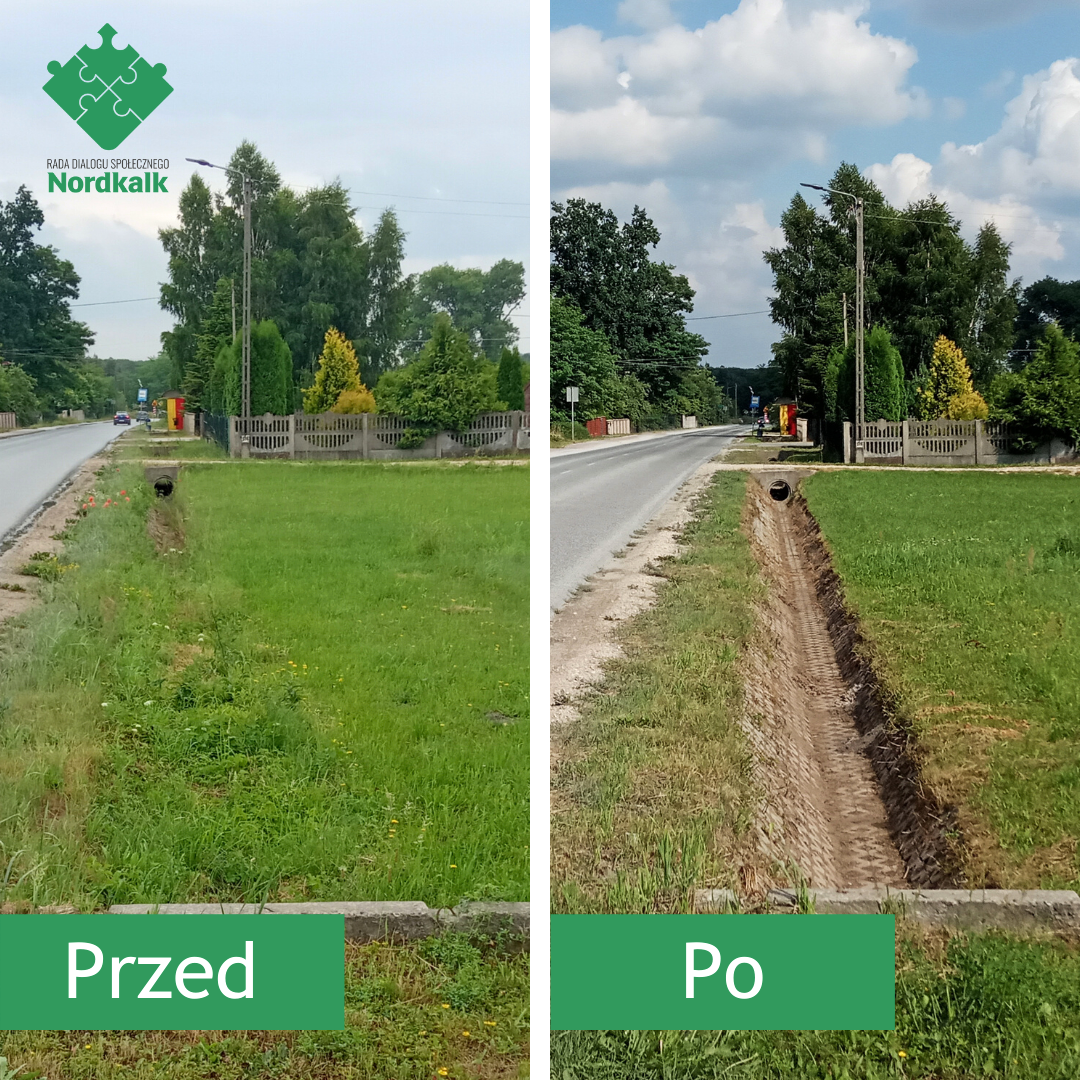 RADA DIALOGU SPOŁECZNEGO
Nordkalk
Przed
Po